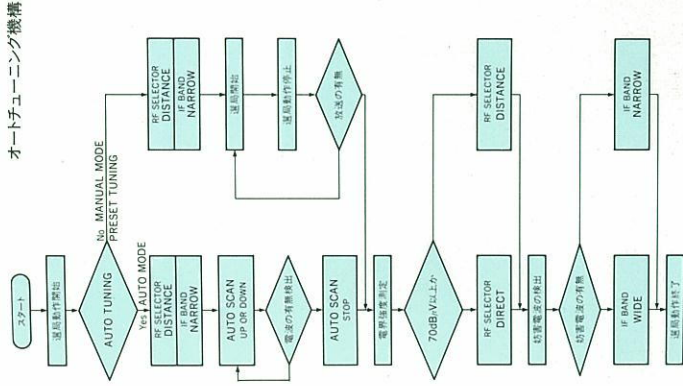 オートチューニング機構
スタート
選局動作開始
AUTO TUNING
No MANUAL MODE
PRESET TUNING
Yes AUTO MODE
RF SELECTOR
DISTANCE
IF BAND
NARROW
AUTO SCAN
UP OR DOWN
電波の有無検出
AUTO SCAN
STOP
RF SELECTOR
DISTANCE
IF BAND
NARROW
選局開始
選局動作停止
放送の有無
電界強度測定
70dBμV以上か
RF SELECTOR
DIRECT
RF SELECTOR
DISTANCE
妨害電波の検出
妨害電波の有無
IF BAND
WIDE
IF BAND
NARROW
選局動作終了